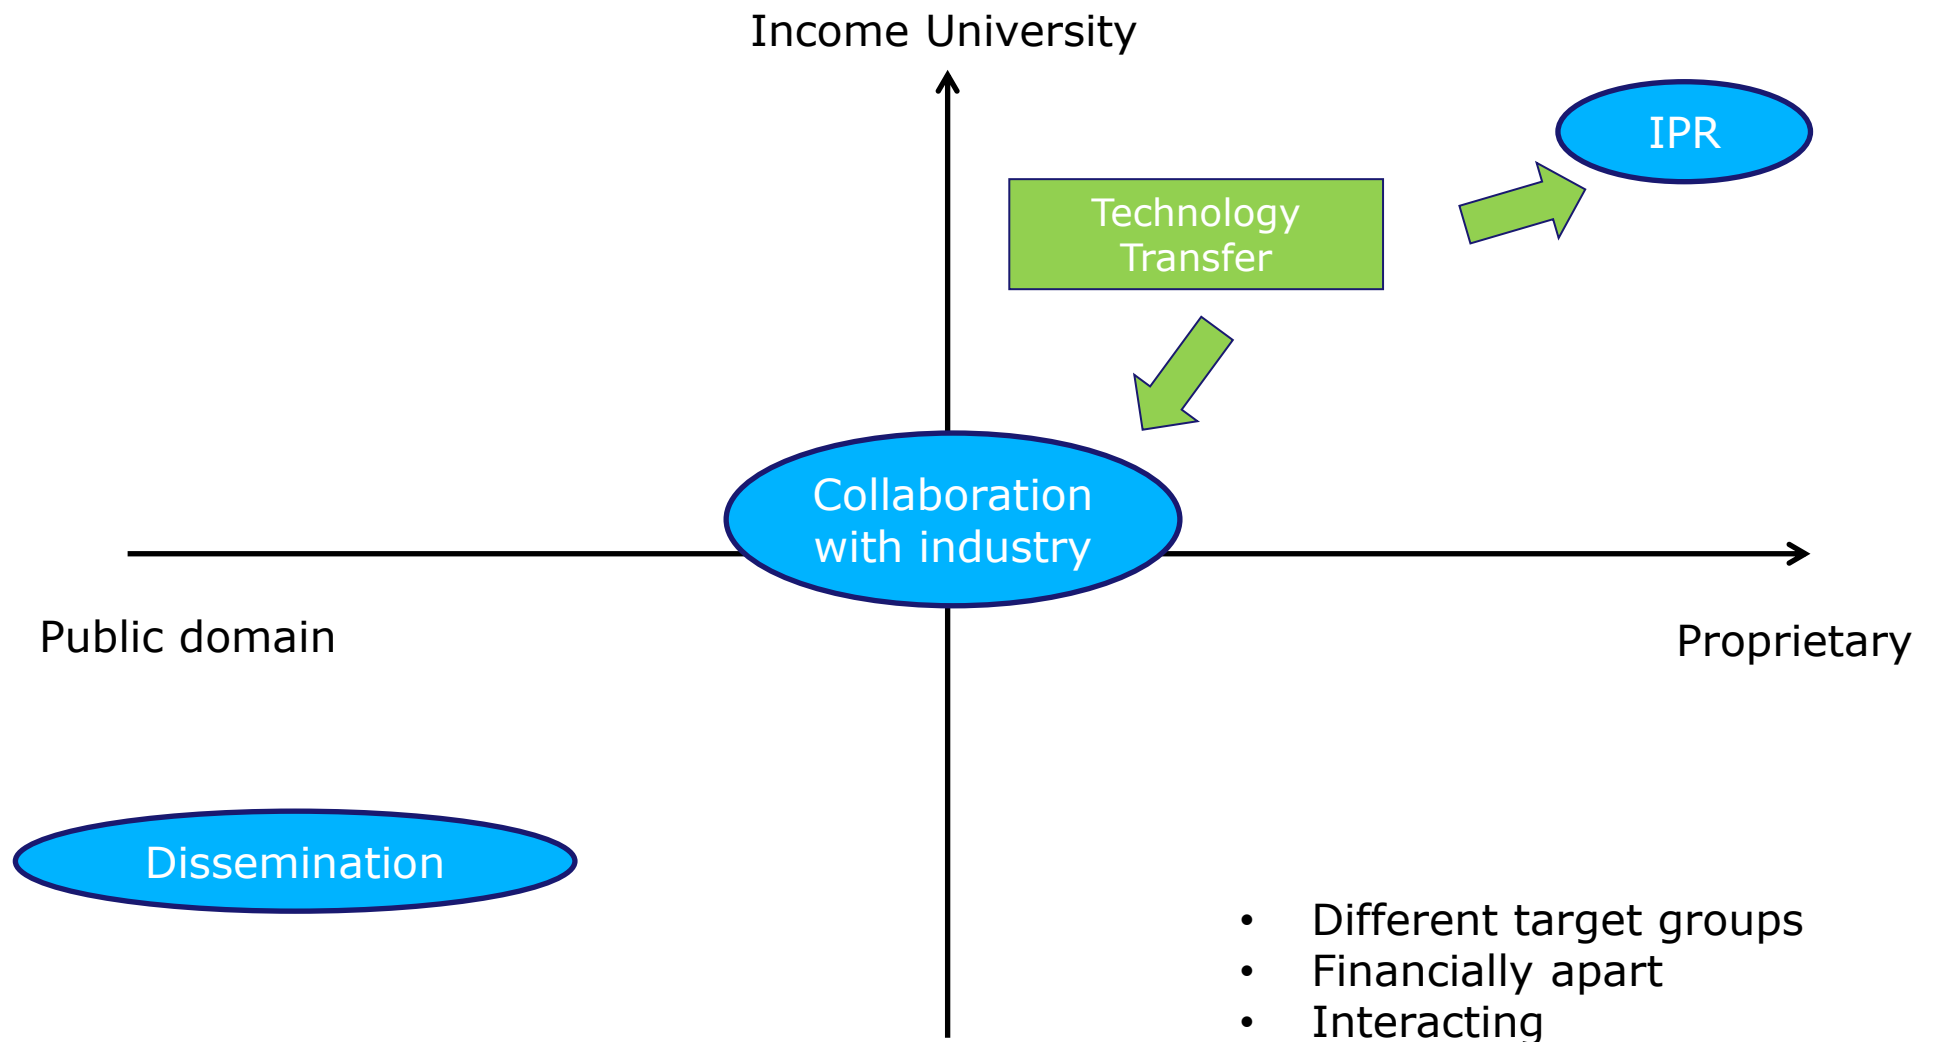 Income University
IPR
Technology
Transfer
Collaboration
with industry
Public domain
Proprietary
Dissemination
• Different target groups
• Financially apart
• Interacting